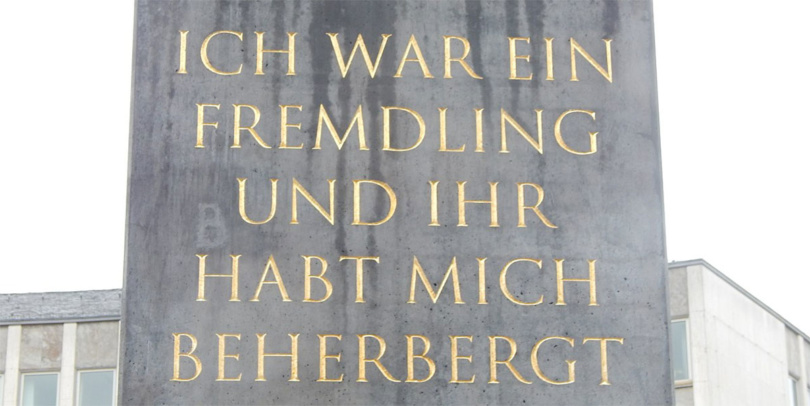 ICH WAR EIN
FREMDLING
UND IHR
HABT MICH
BEHERBERGT